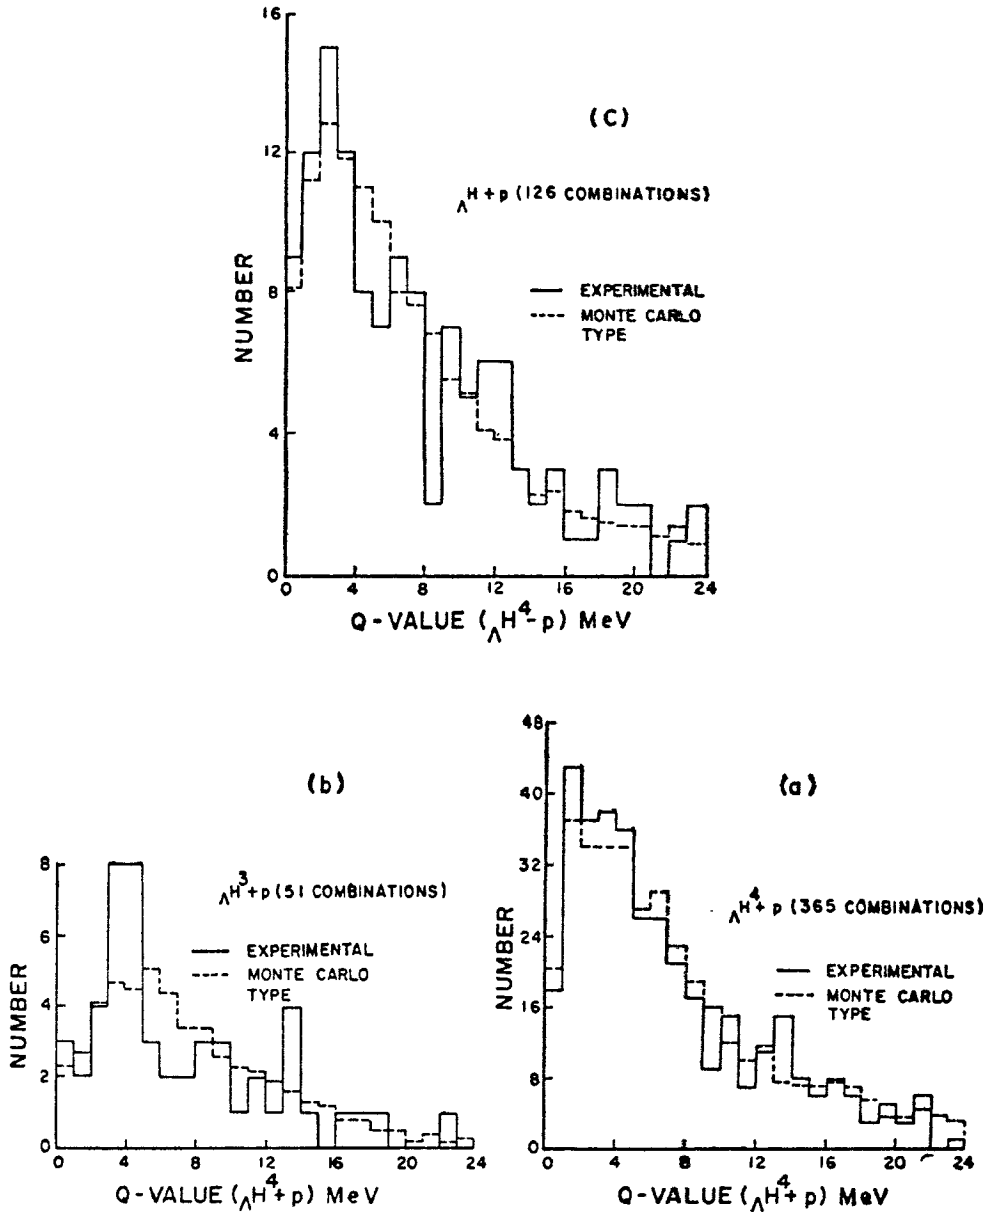 16
(C)
12
ΛH+p (126 COMBINATIONS)
NUMBER
8
EXPERIMENTAL
MONTE CARLO
TYPE
4
0
0 4 8 12 16 20 24
Q-VALUE (ΛH⁴-p) MeV
(b)
8
ΛH³+p (51 COMBINATIONS)
6
EXPERIMENTAL
MONTE CARLO
TYPE
NUMBER
4
2
0
0 4 8 12 16 20 24
Q-VALUE (ΛH⁴+p) MeV
48
(a)
40
32
ΛH⁴+p (365 COMBINATIONS)
24
NUMBER
EXPERIMENTAL
MONTE CARLO
TYPE
16
8
0
0 4 8 12 16 20 24
Q-VALUE (ΛH⁴+p) MeV